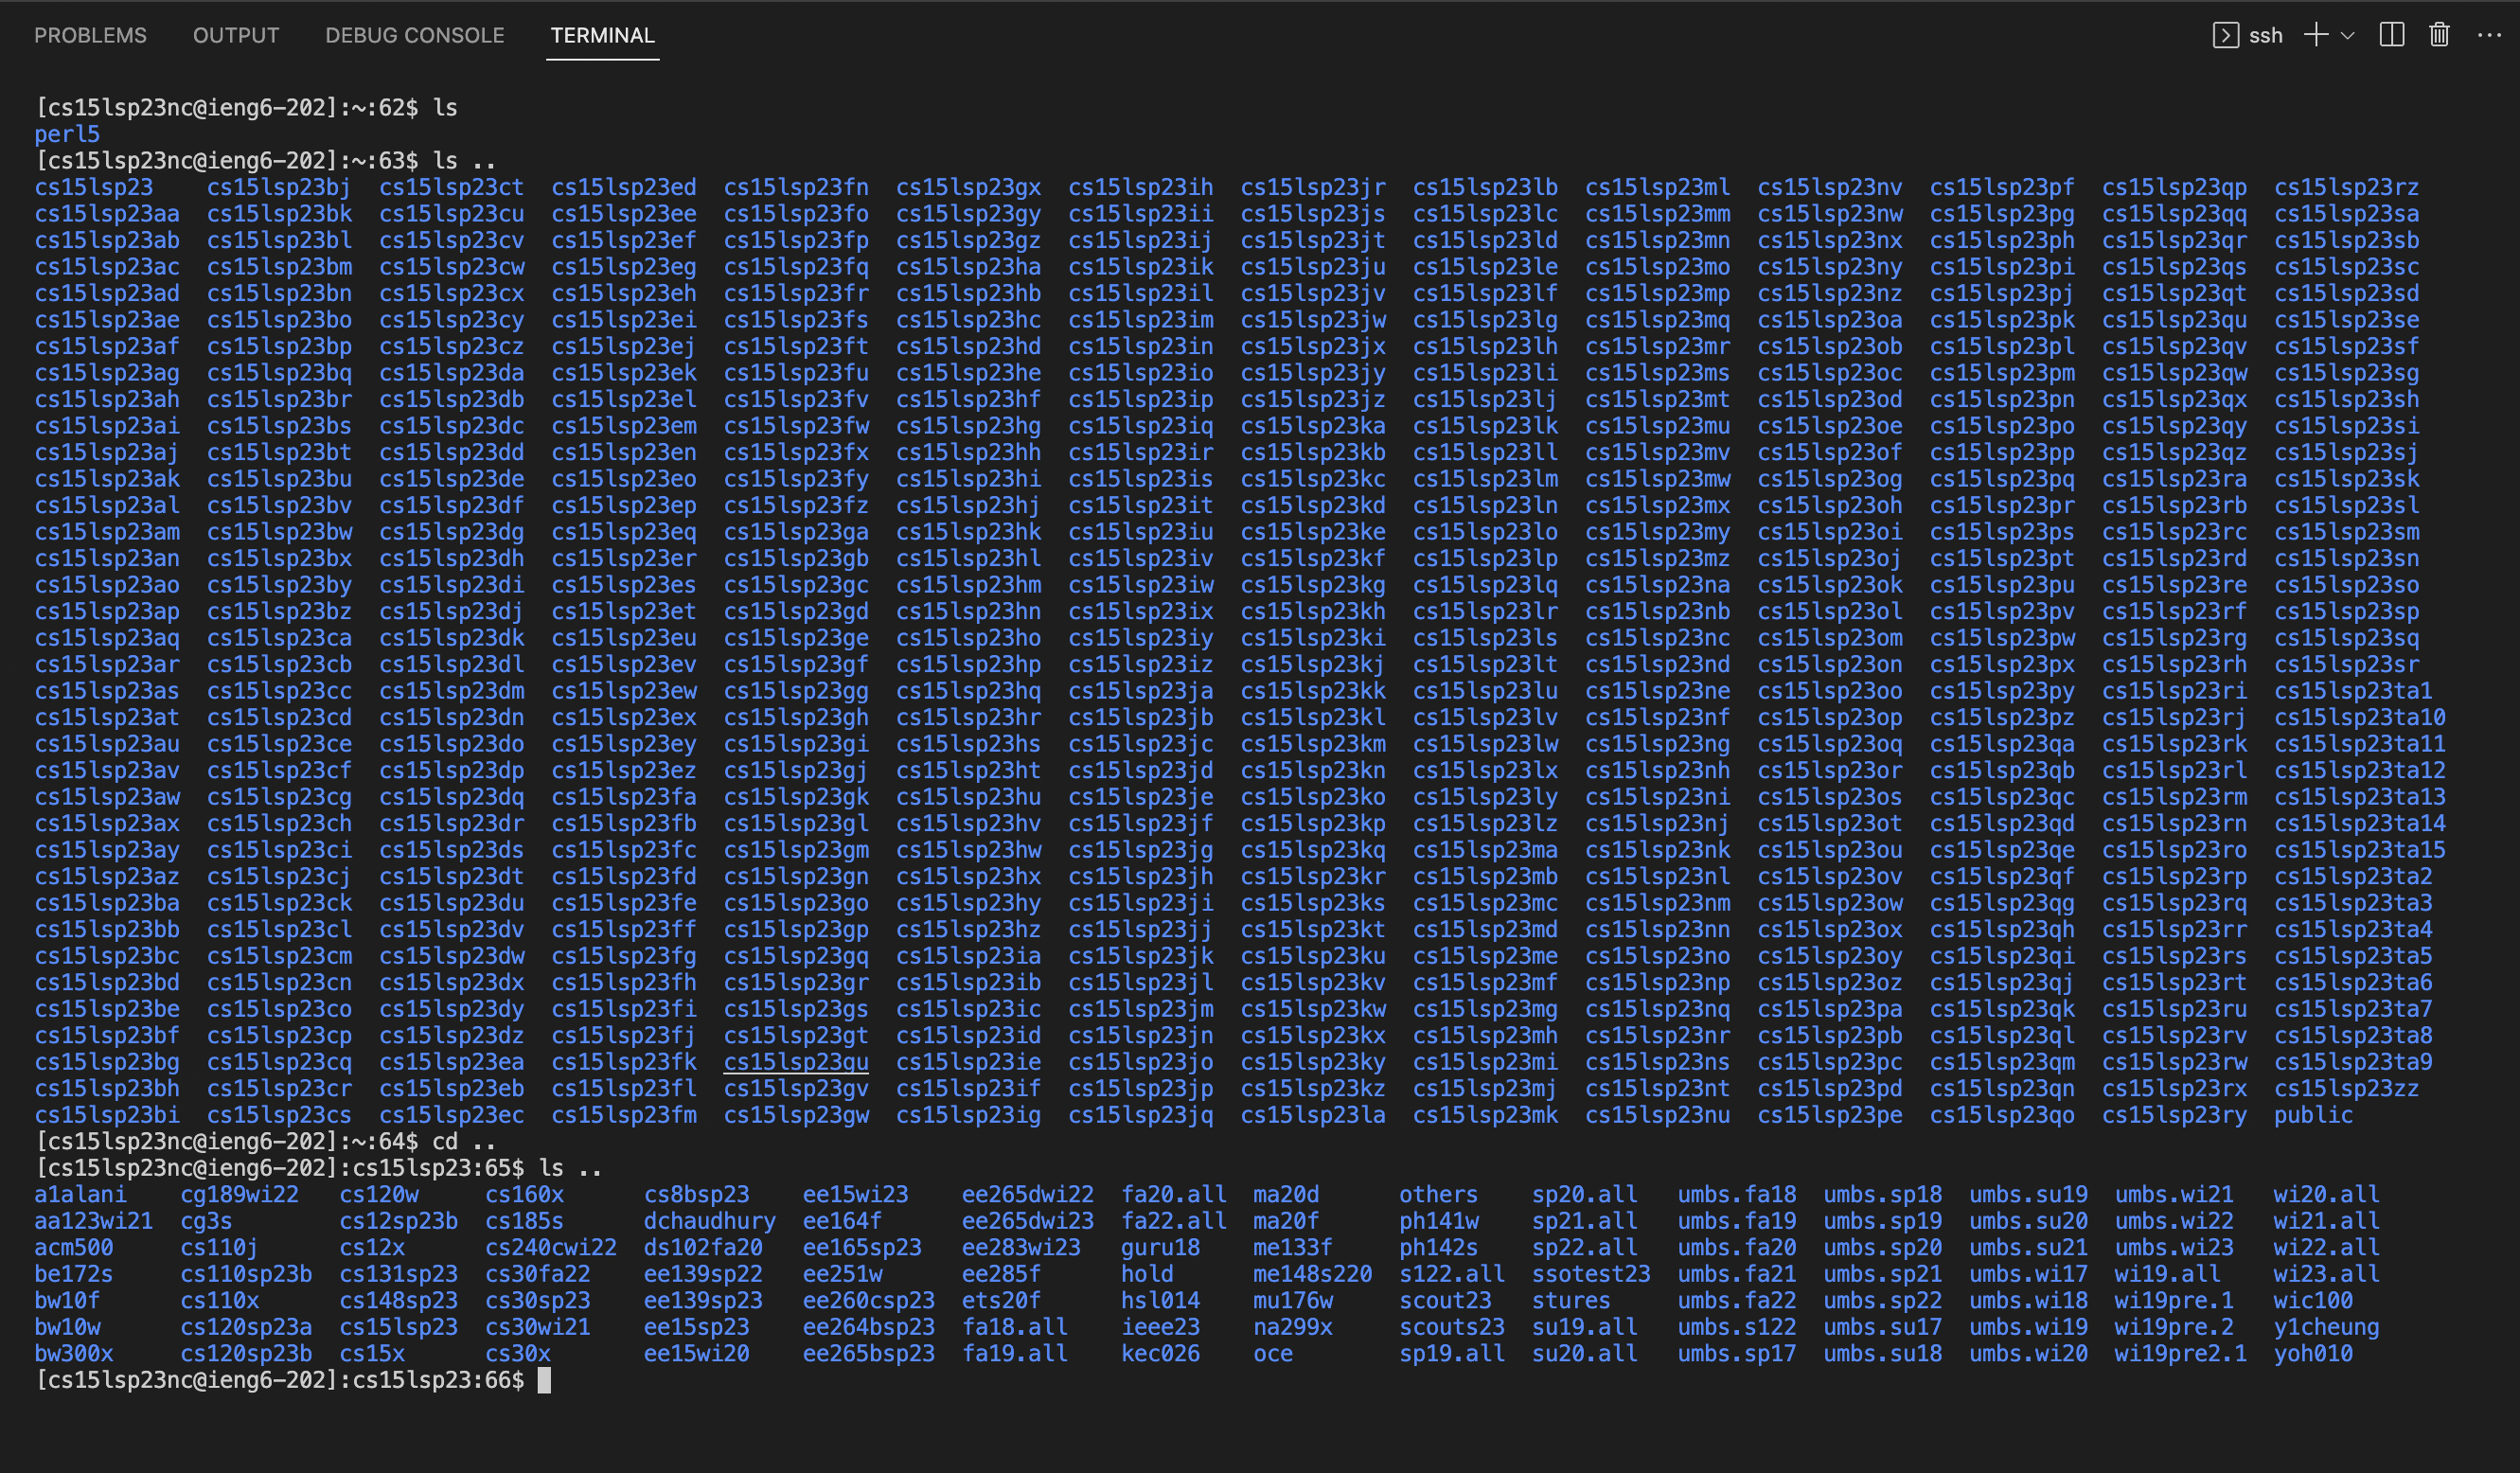 PROBLEMS OUTPUT DEBUG CONSOLE TERMINAL ssh
[cs15lsp23nc@ieng6-202]:~:62$ ls
perl5
[cs15lsp23nc@ieng6-202]:~:63$ ls ..
cs15lsp23 cs15lsp23bj cs15lsp23ct cs15lsp23ed cs15lsp23fn cs15lsp23gx cs15lsp23ih cs15lsp23jr cs15lsp23lb cs15lsp23ml cs15lsp23nv cs15lsp23pf cs15lsp23qp cs15lsp23rz
cs15lsp23aa cs15lsp23bk cs15lsp23cu cs15lsp23ee cs15lsp23fo cs15lsp23gy cs15lsp23ii cs15lsp23js cs15lsp23lc cs15lsp23mm cs15lsp23nw cs15lsp23pg cs15lsp23qq cs15lsp23sa
cs15lsp23ab cs15lsp23bl cs15lsp23cv cs15lsp23ef cs15lsp23fp cs15lsp23gz cs15lsp23ij cs15lsp23jt cs15lsp23ld cs15lsp23mn cs15lsp23nx cs15lsp23ph cs15lsp23qr cs15lsp23sb
cs15lsp23ac cs15lsp23bm cs15lsp23cw cs15lsp23eg cs15lsp23fq cs15lsp23ha cs15lsp23ik cs15lsp23ju cs15lsp23le cs15lsp23mo cs15lsp23ny cs15lsp23pi cs15lsp23qs cs15lsp23sc
cs15lsp23ad cs15lsp23bn cs15lsp23cx cs15lsp23eh cs15lsp23fr cs15lsp23hb cs15lsp23il cs15lsp23jv cs15lsp23lf cs15lsp23mp cs15lsp23nz cs15lsp23pj cs15lsp23qt cs15lsp23sd
cs15lsp23ae cs15lsp23bo cs15lsp23cy cs15lsp23ei cs15lsp23fs cs15lsp23hc cs15lsp23im cs15lsp23jw cs15lsp23lg cs15lsp23mq cs15lsp23oa cs15lsp23pk cs15lsp23qu cs15lsp23se
cs15lsp23af cs15lsp23bp cs15lsp23cz cs15lsp23ej cs15lsp23ft cs15lsp23hd cs15lsp23in cs15lsp23jx cs15lsp23lh cs15lsp23mr cs15lsp23ob cs15lsp23pl cs15lsp23qv cs15lsp23sf
cs15lsp23ag cs15lsp23bq cs15lsp23da cs15lsp23ek cs15lsp23fu cs15lsp23he cs15lsp23io cs15lsp23jy cs15lsp23li cs15lsp23ms cs15lsp23oc cs15lsp23pm cs15lsp23qw cs15lsp23sg
cs15lsp23ah cs15lsp23br cs15lsp23db cs15lsp23el cs15lsp23fv cs15lsp23hf cs15lsp23ip cs15lsp23jz cs15lsp23lj cs15lsp23mt cs15lsp23od cs15lsp23pn cs15lsp23qx cs15lsp23sh
cs15lsp23ai cs15lsp23bs cs15lsp23dc cs15lsp23em cs15lsp23fw cs15lsp23hg cs15lsp23iq cs15lsp23ka cs15lsp23lk cs15lsp23mu cs15lsp23oe cs15lsp23po cs15lsp23qy cs15lsp23si
cs15lsp23aj cs15lsp23bt cs15lsp23dd cs15lsp23en cs15lsp23fx cs15lsp23hh cs15lsp23ir cs15lsp23kb cs15lsp23ll cs15lsp23mv cs15lsp23of cs15lsp23pp cs15lsp23qz cs15lsp23sj
cs15lsp23ak cs15lsp23bu cs15lsp23de cs15lsp23eo cs15lsp23fy cs15lsp23hi cs15lsp23is cs15lsp23kc cs15lsp23lm cs15lsp23mw cs15lsp23og cs15lsp23pq cs15lsp23ra cs15lsp23sk
cs15lsp23al cs15lsp23bv cs15lsp23df cs15lsp23ep cs15lsp23fz cs15lsp23hj cs15lsp23it cs15lsp23kd cs15lsp23ln cs15lsp23mx cs15lsp23oh cs15lsp23pr cs15lsp23rb cs15lsp23sl
cs15lsp23am cs15lsp23bw cs15lsp23dg cs15lsp23eq cs15lsp23ga cs15lsp23hk cs15lsp23iu cs15lsp23ke cs15lsp23lo cs15lsp23my cs15lsp23oi cs15lsp23ps cs15lsp23rc cs15lsp23sm
cs15lsp23an cs15lsp23bx cs15lsp23dh cs15lsp23er cs15lsp23gb cs15lsp23hl cs15lsp23iv cs15lsp23kf cs15lsp23lp cs15lsp23mz cs15lsp23oj cs15lsp23pt cs15lsp23rd cs15lsp23sn
cs15lsp23ao cs15lsp23by cs15lsp23di cs15lsp23es cs15lsp23gc cs15lsp23hm cs15lsp23iw cs15lsp23kg cs15lsp23lq cs15lsp23na cs15lsp23ok cs15lsp23pu cs15lsp23re cs15lsp23so
cs15lsp23ap cs15lsp23bz cs15lsp23dj cs15lsp23et cs15lsp23gd cs15lsp23hn cs15lsp23ix cs15lsp23kh cs15lsp23lr cs15lsp23nb cs15lsp23ol cs15lsp23pv cs15lsp23rf cs15lsp23sp
cs15lsp23aq cs15lsp23ca cs15lsp23dk cs15lsp23eu cs15lsp23ge cs15lsp23ho cs15lsp23iy cs15lsp23ki cs15lsp23ls cs15lsp23nc cs15lsp23om cs15lsp23pw cs15lsp23rg cs15lsp23sq
cs15lsp23ar cs15lsp23cb cs15lsp23dl cs15lsp23ev cs15lsp23gf cs15lsp23hp cs15lsp23iz cs15lsp23kj cs15lsp23lt cs15lsp23nd cs15lsp23on cs15lsp23px cs15lsp23rh cs15lsp23sr
cs15lsp23as cs15lsp23cc cs15lsp23dm cs15lsp23ew cs15lsp23gg cs15lsp23hq cs15lsp23ja cs15lsp23kk cs15lsp23lu cs15lsp23ne cs15lsp23oo cs15lsp23py cs15lsp23ri cs15lsp23ta1
cs15lsp23at cs15lsp23cd cs15lsp23dn cs15lsp23ex cs15lsp23gh cs15lsp23hr cs15lsp23jb cs15lsp23kl cs15lsp23lv cs15lsp23nf cs15lsp23op cs15lsp23pz cs15lsp23rj cs15lsp23ta10
cs15lsp23au cs15lsp23ce cs15lsp23do cs15lsp23ey cs15lsp23gi cs15lsp23hs cs15lsp23jc cs15lsp23km cs15lsp23lw cs15lsp23ng cs15lsp23oq cs15lsp23qa cs15lsp23rk cs15lsp23ta11
cs15lsp23av cs15lsp23cf cs15lsp23dp cs15lsp23ez cs15lsp23gj cs15lsp23ht cs15lsp23jd cs15lsp23kn cs15lsp23lx cs15lsp23nh cs15lsp23or cs15lsp23qb cs15lsp23rl cs15lsp23ta12
cs15lsp23aw cs15lsp23cg cs15lsp23dq cs15lsp23fa cs15lsp23gk cs15lsp23hu cs15lsp23je cs15lsp23ko cs15lsp23ly cs15lsp23ni cs15lsp23os cs15lsp23qc cs15lsp23rm cs15lsp23ta13
cs15lsp23ax cs15lsp23ch cs15lsp23dr cs15lsp23fb cs15lsp23gl cs15lsp23hv cs15lsp23jf cs15lsp23kp cs15lsp23lz cs15lsp23nj cs15lsp23ot cs15lsp23qd cs15lsp23rn cs15lsp23ta14
cs15lsp23ay cs15lsp23ci cs15lsp23ds cs15lsp23fc cs15lsp23gm cs15lsp23hw cs15lsp23jg cs15lsp23kq cs15lsp23ma cs15lsp23nk cs15lsp23ou cs15lsp23qe cs15lsp23ro cs15lsp23ta15
cs15lsp23az cs15lsp23cj cs15lsp23dt cs15lsp23fd cs15lsp23gn cs15lsp23hx cs15lsp23jh cs15lsp23kr cs15lsp23mb cs15lsp23nl cs15lsp23ov cs15lsp23qf cs15lsp23rp cs15lsp23ta2
cs15lsp23ba cs15lsp23ck cs15lsp23du cs15lsp23fe cs15lsp23go cs15lsp23hy cs15lsp23ji cs15lsp23ks cs15lsp23mc cs15lsp23nm cs15lsp23ow cs15lsp23qg cs15lsp23rq cs15lsp23ta3
cs15lsp23bb cs15lsp23cl cs15lsp23dv cs15lsp23ff cs15lsp23gp cs15lsp23hz cs15lsp23jj cs15lsp23kt cs15lsp23md cs15lsp23nn cs15lsp23ox cs15lsp23qh cs15lsp23rr cs15lsp23ta4
cs15lsp23bc cs15lsp23cm cs15lsp23dw cs15lsp23fg cs15lsp23gq cs15lsp23ia cs15lsp23jk cs15lsp23ku cs15lsp23me cs15lsp23no cs15lsp23oy cs15lsp23qi cs15lsp23rs cs15lsp23ta5
cs15lsp23bd cs15lsp23cn cs15lsp23dx cs15lsp23fh cs15lsp23gr cs15lsp23ib cs15lsp23jl cs15lsp23kv cs15lsp23mf cs15lsp23np cs15lsp23oz cs15lsp23qj cs15lsp23rt cs15lsp23ta6
cs15lsp23be cs15lsp23co cs15lsp23dy cs15lsp23fi cs15lsp23gs cs15lsp23ic cs15lsp23jm cs15lsp23kw cs15lsp23mg cs15lsp23nq cs15lsp23pa cs15lsp23qk cs15lsp23ru cs15lsp23ta7
cs15lsp23bf cs15lsp23cp cs15lsp23dz cs15lsp23fj cs15lsp23gt cs15lsp23id cs15lsp23jn cs15lsp23kx cs15lsp23mh cs15lsp23nr cs15lsp23pb cs15lsp23ql cs15lsp23rv cs15lsp23ta8
cs15lsp23bg cs15lsp23cq cs15lsp23ea cs15lsp23fk cs15lsp23gu cs15lsp23ie cs15lsp23jo cs15lsp23ky cs15lsp23mi cs15lsp23ns cs15lsp23pc cs15lsp23qm cs15lsp23rw cs15lsp23ta9
cs15lsp23bh cs15lsp23cr cs15lsp23eb cs15lsp23fl cs15lsp23gv cs15lsp23if cs15lsp23jp cs15lsp23kz cs15lsp23mj cs15lsp23nt cs15lsp23pd cs15lsp23qn cs15lsp23rx cs15lsp23zz
cs15lsp23bi cs15lsp23cs cs15lsp23ec cs15lsp23fm cs15lsp23gw cs15lsp23ig cs15lsp23jq cs15lsp23la cs15lsp23mk cs15lsp23nu cs15lsp23pe cs15lsp23qo cs15lsp23ry public
[cs15lsp23nc@ieng6-202]:~:64$ cd ..
[cs15lsp23nc@ieng6-202]:cs15lsp23:65$ ls ..
a1alani cg189wi22 cs120w cs160x cs8bsp23 ee15wi23 ee265dwi22 fa20.all ma20d others sp20.all umbs.fa18 umbs.sp18 umbs.su19 umbs.wi21 wi20.all
aa123wi21 cg3s cs12sp23b cs185s dchaudhury ee164f ee265dwi23 fa22.all ma20f ph141w sp21.all umbs.fa19 umbs.sp19 umbs.su20 umbs.wi22 wi21.all
acm500 cs110j cs12x cs240cwi22 ds102fa20 ee165sp23 ee283wi23 guru18 me133f ph142s sp22.all umbs.fa20 umbs.sp20 umbs.su21 umbs.wi23 wi22.all
be172s cs110sp23b cs131sp23 cs30fa22 ee139sp22 ee251w ee285f hold me148s220 s122.all ssotest23 umbs.fa21 umbs.sp21 umbs.wi17 wi19.all wi23.all
bw10f cs110x cs148sp23 cs30sp23 ee139sp23 ee260csp23 ets20f hsl014 mu176w scout23 stures umbs.fa22 umbs.sp22 umbs.wi18 wi19pre.1 wic100
bw10w cs120sp23a cs15lsp23 cs30wi21 ee15sp23 ee264bsp23 fa18.all ieee23 na299x scouts23 su19.all umbs.s122 umbs.su17 umbs.wi19 wi19pre.2 y1cheung
bw300x cs120sp23b cs15x cs30x ee15wi20 ee265bsp23 fa19.all kec026 oce sp19.all su20.all umbs.sp17 umbs.su18 umbs.wi20 wi19pre2.1 yoh010
[cs15lsp23nc@ieng6-202]:cs15lsp23:66$